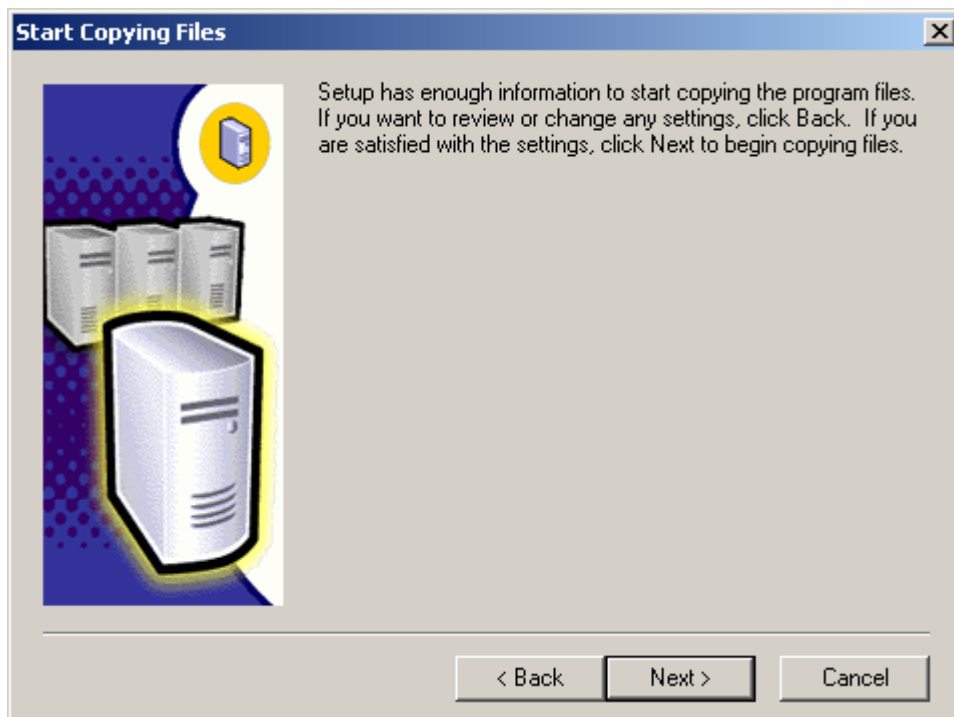 Start Copying Files
Setup has enough information to start copying the program files.
If you want to review or change any settings, click Back.  If you
are satisfied with the settings, click Next to begin copying files.
< Back
Next >
Cancel